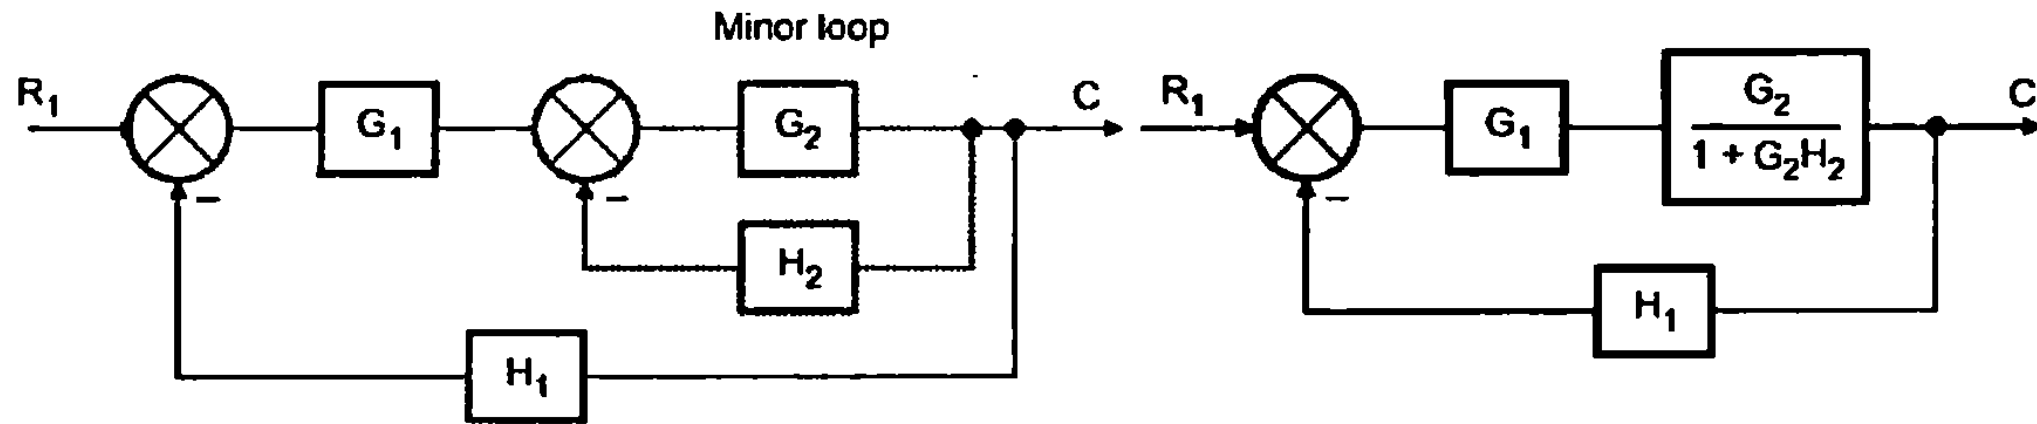 Minor loop
R₁
G₁
G₂
C
H₂
H₁
R₁
G₁
G₂
1 + G₂H₂
C
H₁